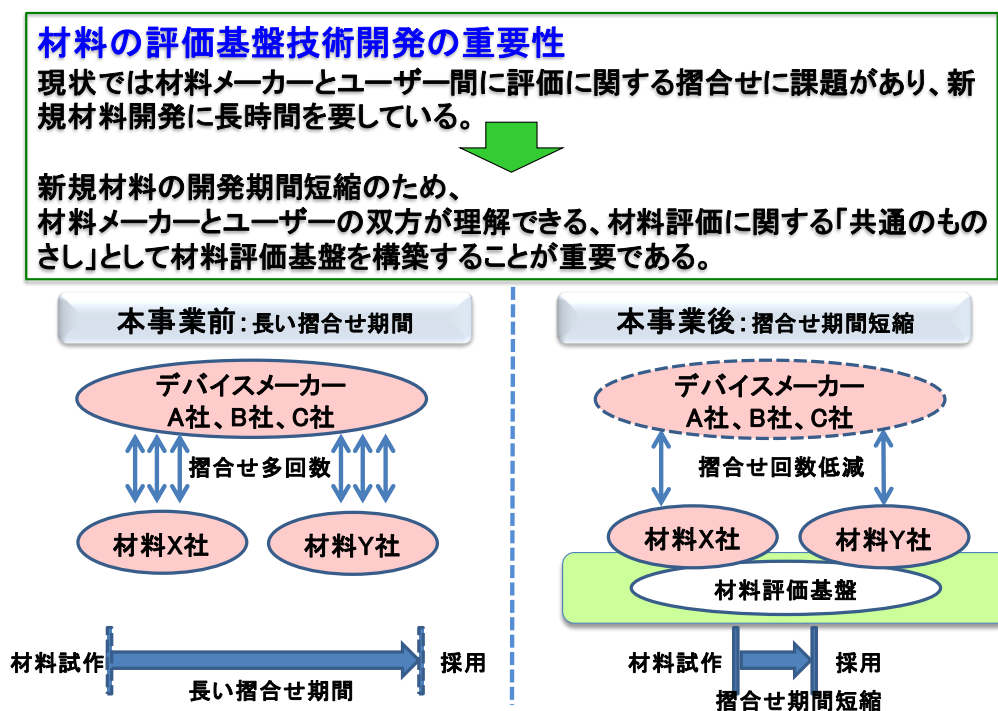 材料の評価基盤技術開発の重要性
現状では材料メーカーとユーザー間に評価に関する摺合せに課題があり、新
規材料開発に長時間を要している。
新規材料の開発期間短縮のため、
材料メーカーとユーザーの双方が理解できる、材料評価に関する「共通のもの
さし」として材料評価基盤を構築することが重要である。
本事業前：長い摺合せ期間
デバイスメーカー
A社、B社、C社
摺合せ多回数
材料X社
材料Y社
材料試作
採用
長い摺合せ期間
本事業後：摺合せ期間短縮
デバイスメーカー
A社、B社、C社
摺合せ回数低減
材料X社
材料Y社
材料評価基盤
材料試作
採用
摺合せ期間短縮